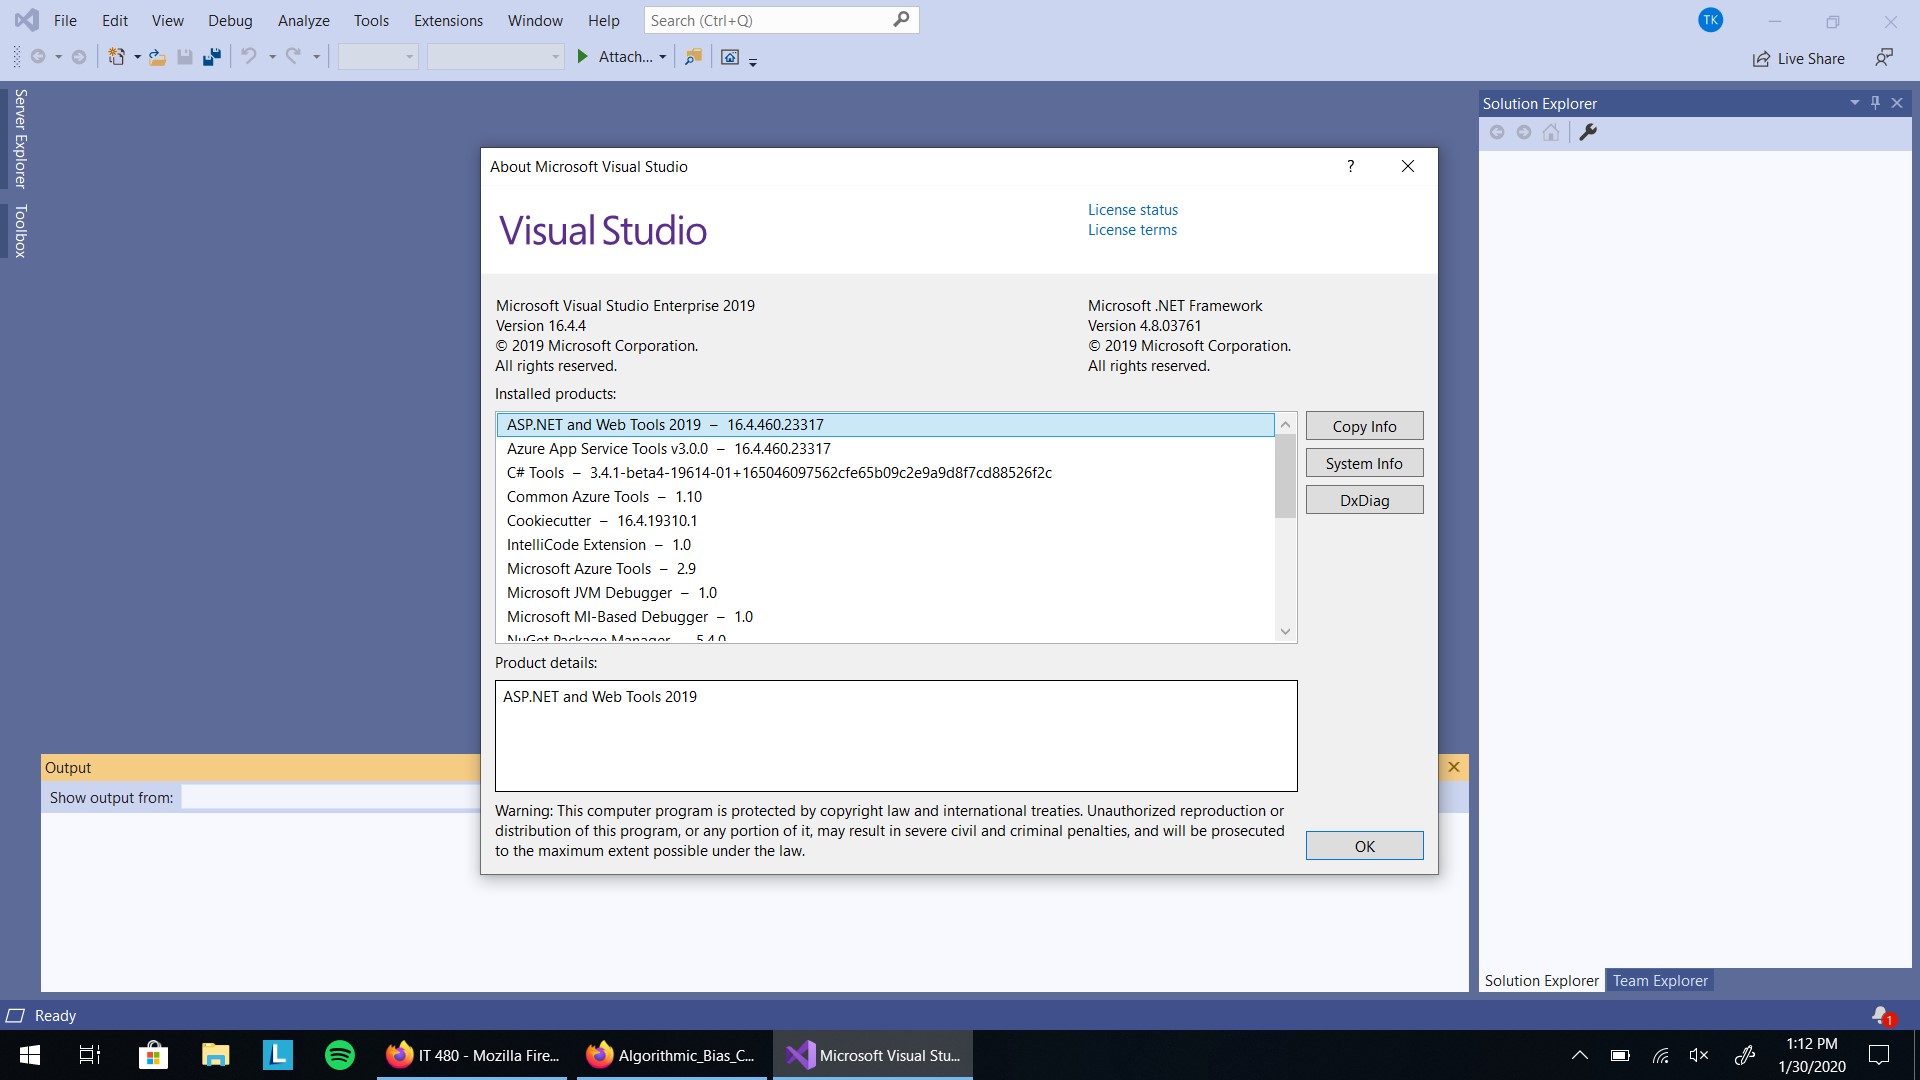 File Edit View Debug Analyze Tools Extensions Window Help Search (Ctrl+Q) TK
Attach... Live Share
Server Explorer
Toolbox
Solution Explorer
About Microsoft Visual Studio ?
Visual Studio
License status
License terms
Microsoft Visual Studio Enterprise 2019
Version 16.4.4
© 2019 Microsoft Corporation.
All rights reserved.
Microsoft .NET Framework
Version 4.8.03761
© 2019 Microsoft Corporation.
All rights reserved.
Installed products:
ASP.NET and Web Tools 2019 – 16.4.460.23317
Azure App Service Tools v3.0.0 – 16.4.460.23317
C# Tools – 3.4.1-beta4-19614-01+165046097562cfe65b09c2e9a9d8f7cd88526f2c
Common Azure Tools – 1.10
Cookiecutter – 16.4.19310.1
IntelliCode Extension – 1.0
Microsoft Azure Tools – 2.9
Microsoft JVM Debugger – 1.0
Microsoft MI-Based Debugger – 1.0
NuGet Package Manager – 5.4.0
Copy Info
System Info
DxDiag
Product details:
ASP.NET and Web Tools 2019
Warning: This computer program is protected by copyright law and international treaties. Unauthorized reproduction or
distribution of this program, or any portion of it, may result in severe civil and criminal penalties, and will be prosecuted
to the maximum extent possible under the law.
OK
Output
Show output from:
Solution Explorer Team Explorer
Ready 1
L IT 480 - Mozilla Fire... Algorithmic_Bias_C... Microsoft Visual Stu...
1:12 PM
1/30/2020